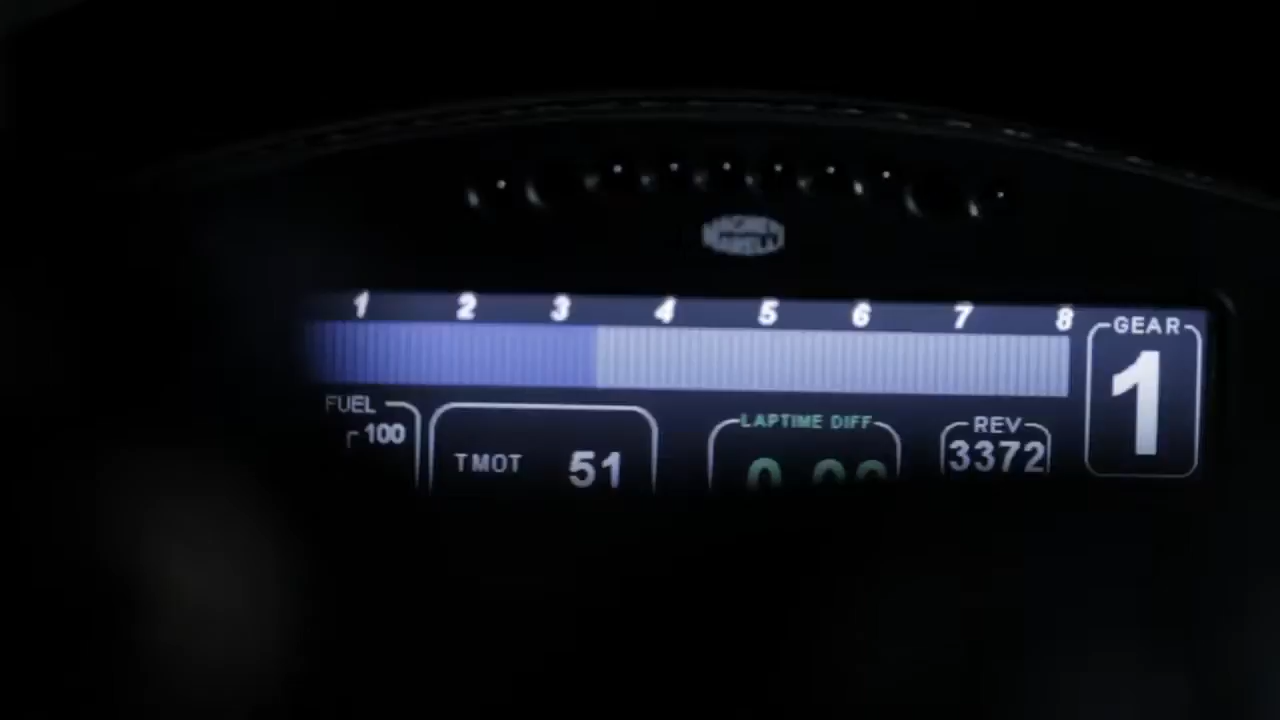 1 2 3 4 5 6 7 8
GEAR
1
FUEL
100
TMOT 51
LAPTIME DIFF
REV
3372